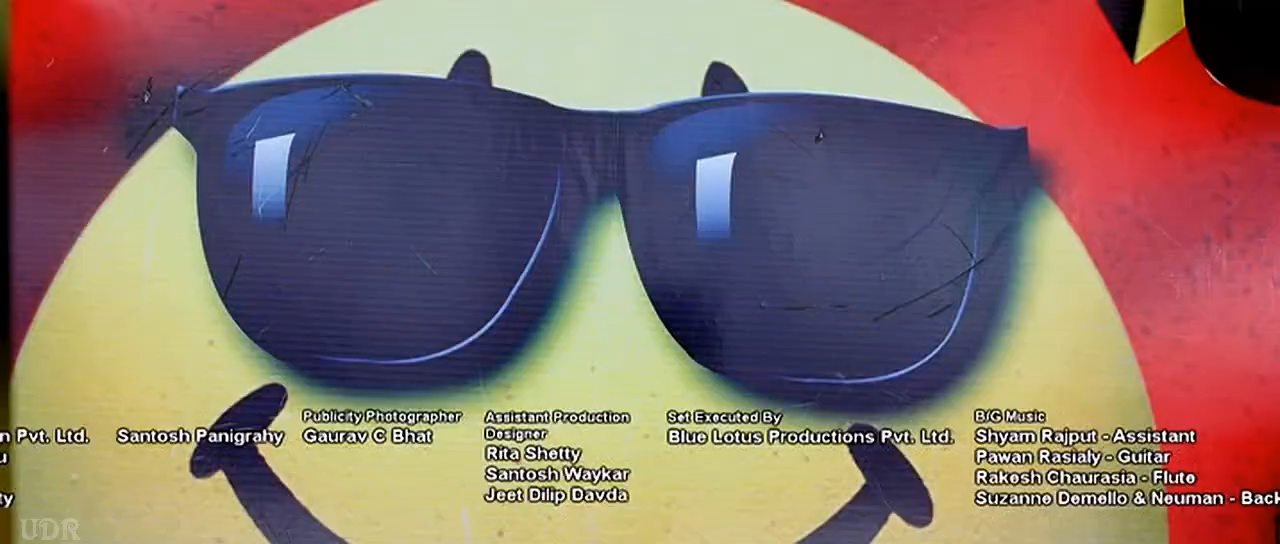 n Pvt. Ltd.
u
ty
Santosh Panigrahy
Publicity Photographer
Gaurav C Bhat
Assistant Production
Designer
Rita Shetty
Santosh Waykar
Jeet Dilip Davda
Set Executed By
Blue Lotus Productions Pvt. Ltd.
B/G Music
Shyam Rajput - Assistant
Pawan Rasialy - Guitar
Rakesh Chaurasia - Flute
Suzanne Demello & Neuman - Back
UDR